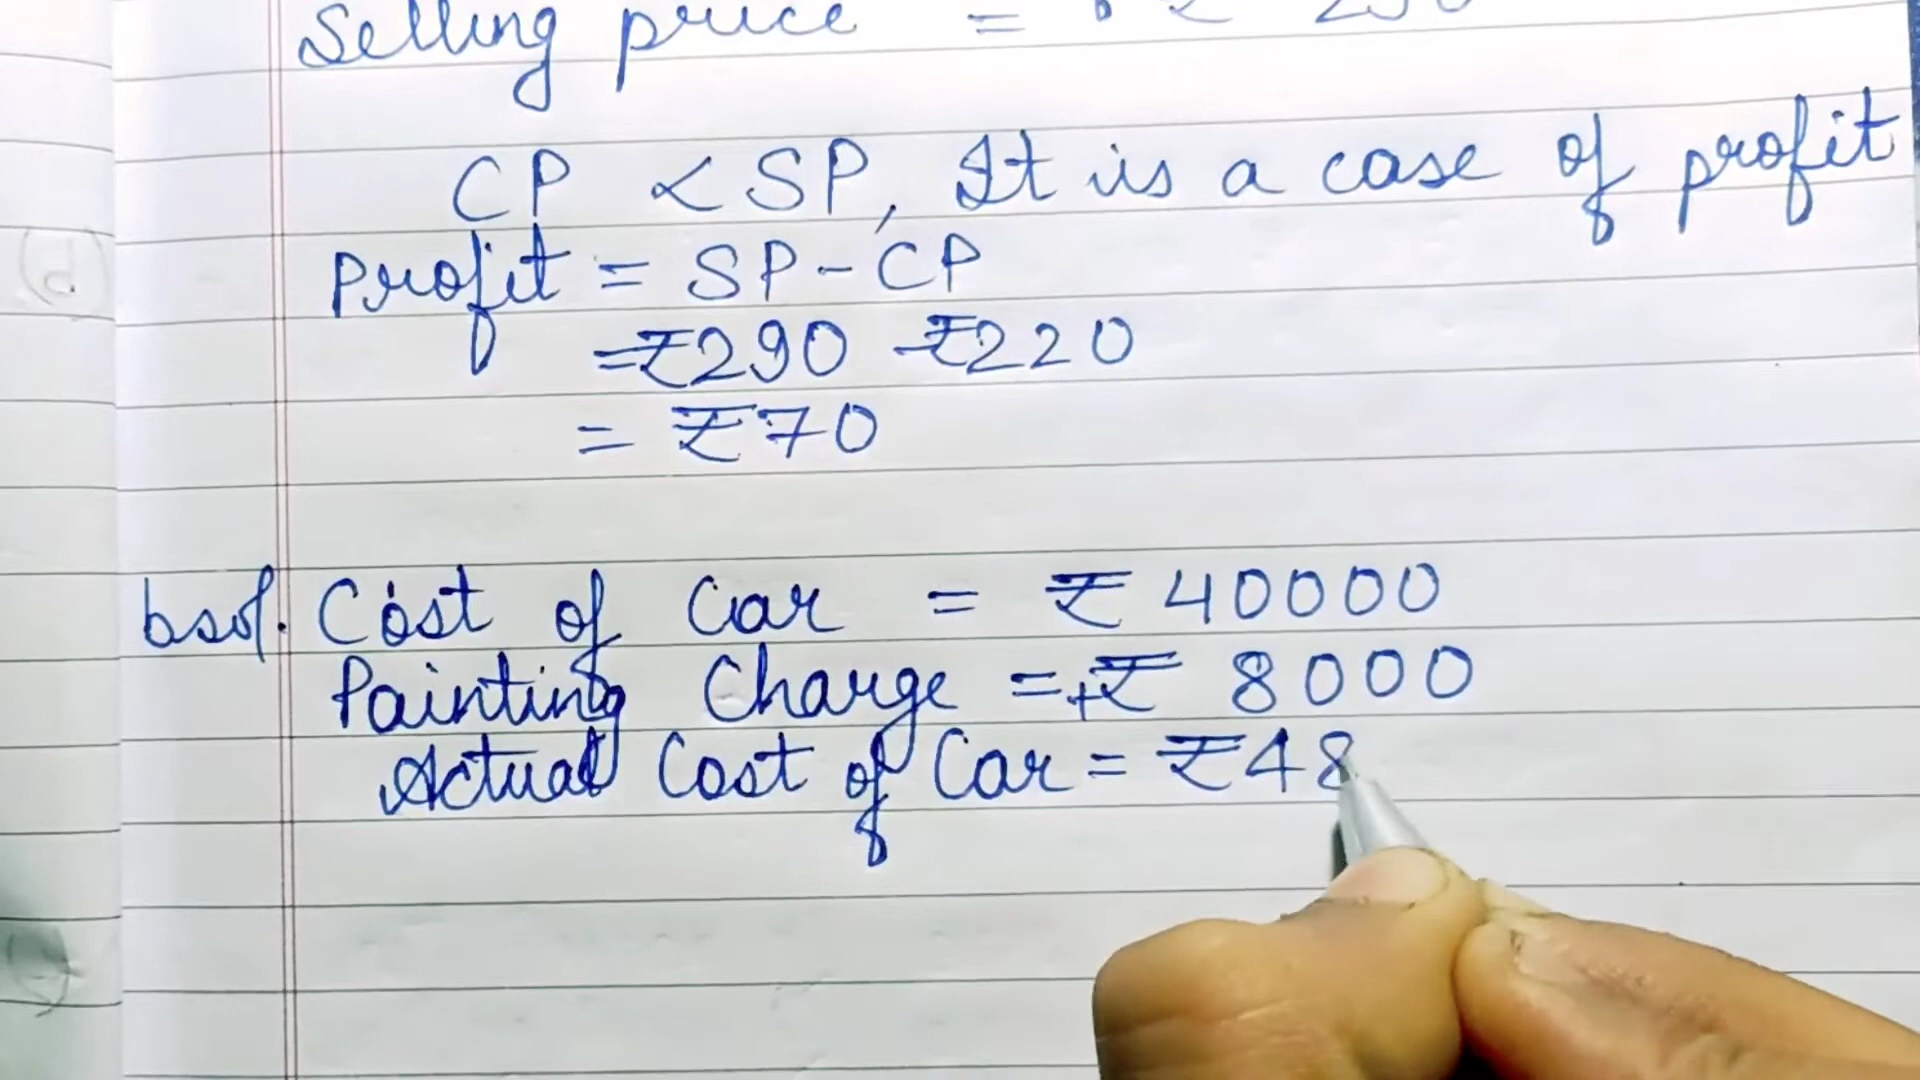 Selling price = ₹ 290
CP < SP, It is a case of profit
Profit = SP - CP
= ₹290 - ₹220
= ₹70
b sol. Cost of Car = ₹ 40000
Painting Charge = + ₹ 8000
Actual Cost of Car = ₹48